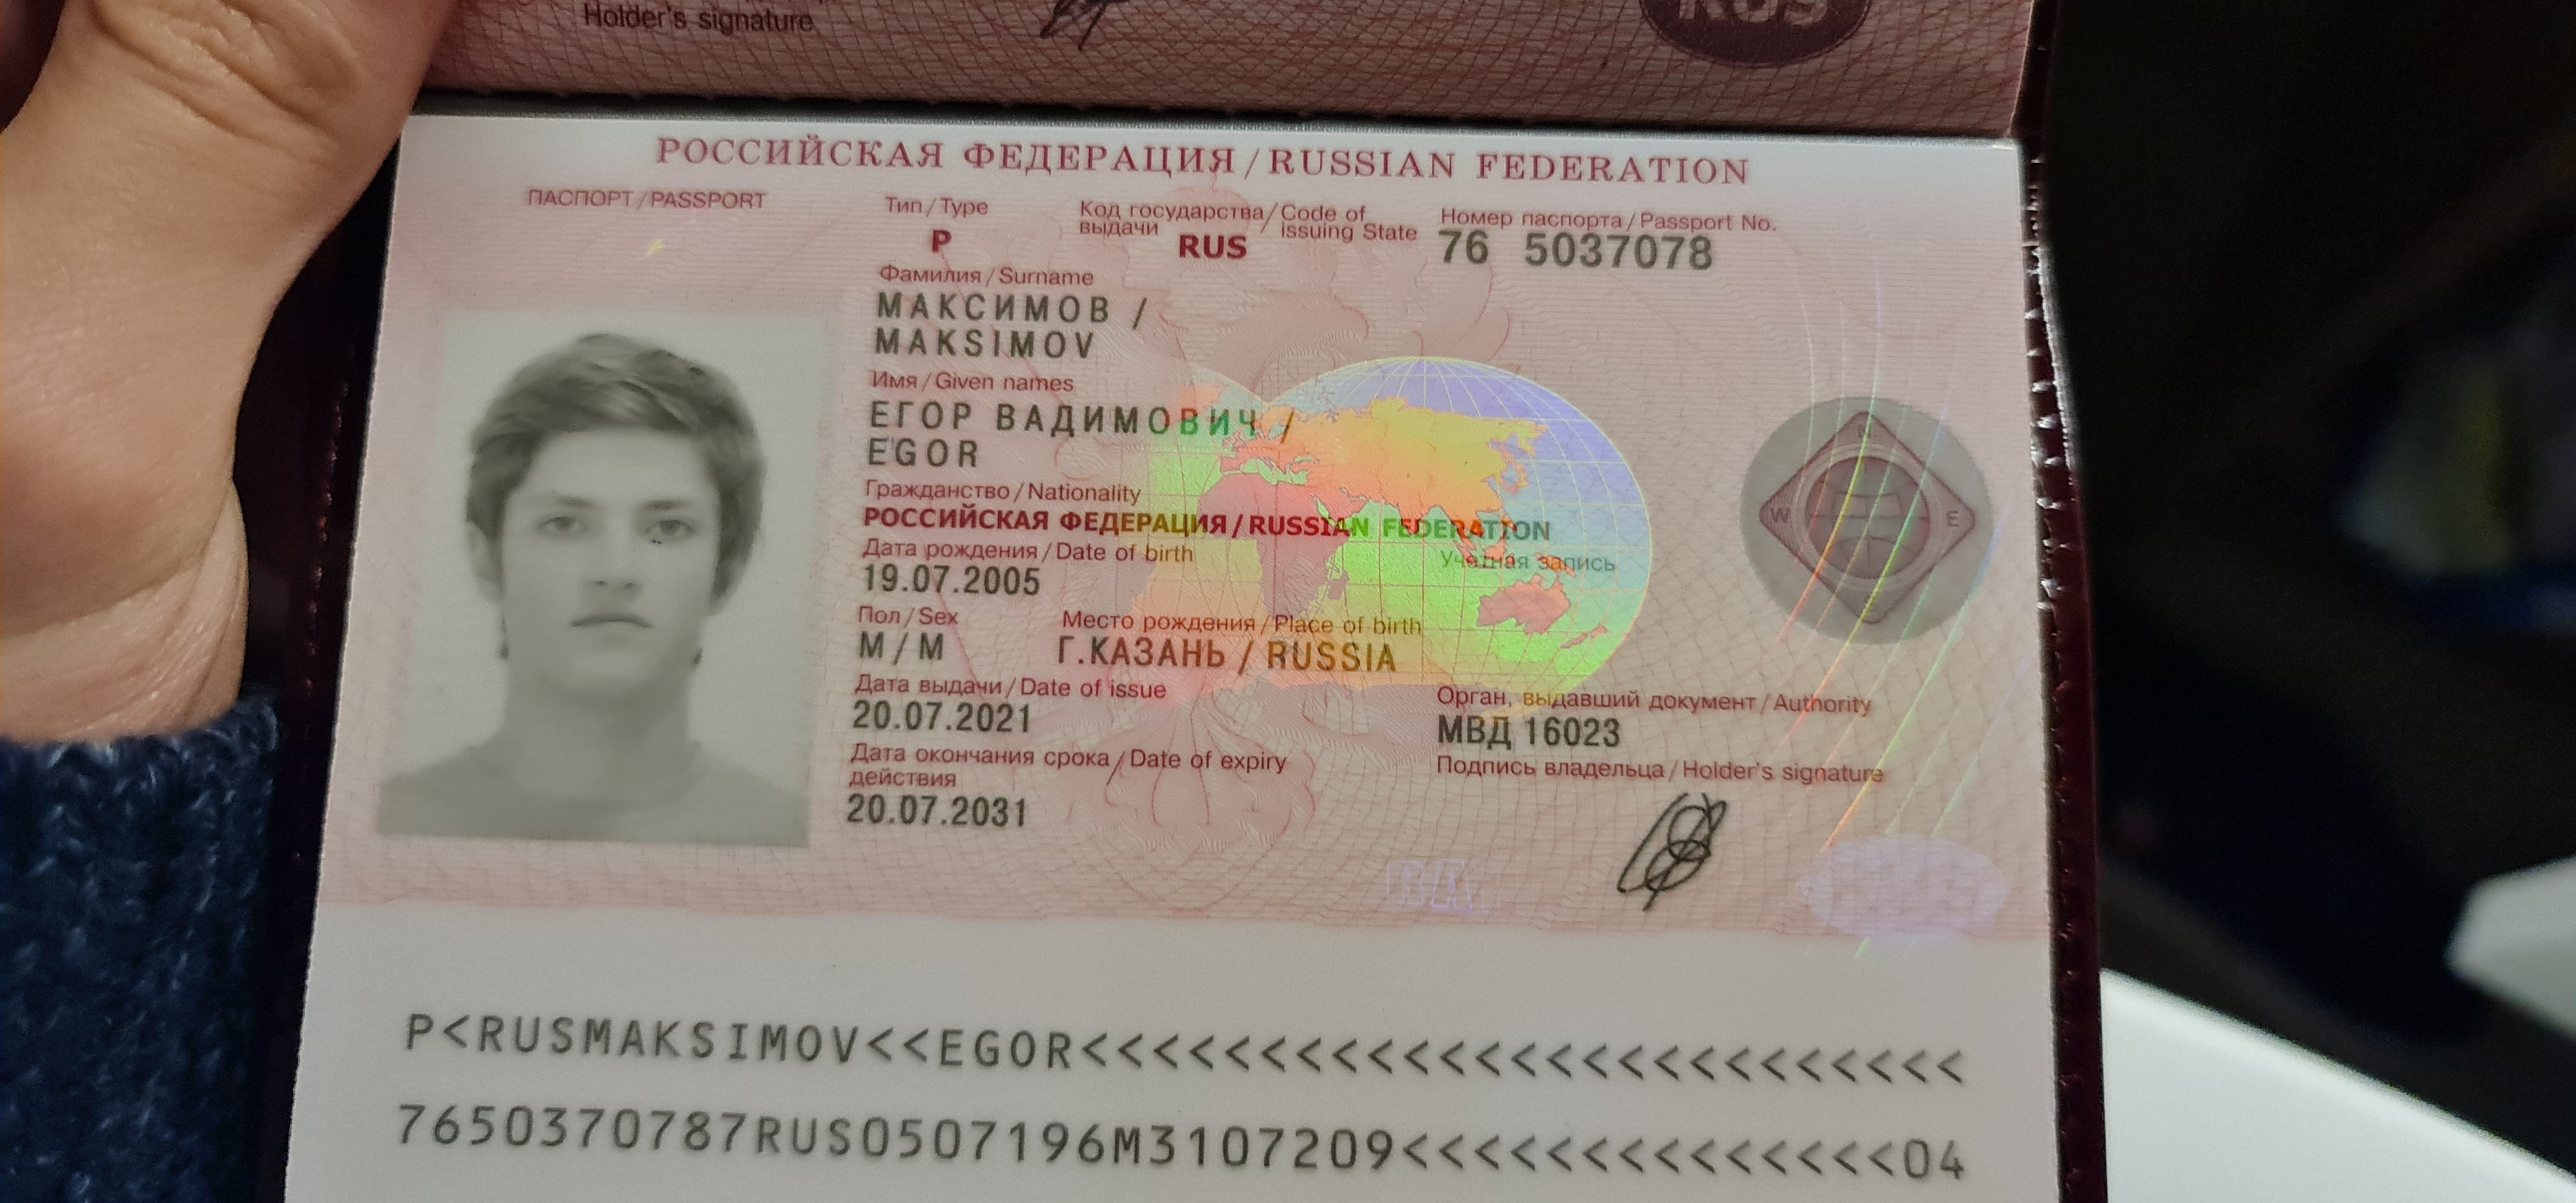 Holder's signature
RUS
РОССИЙСКАЯ ФЕДЕРАЦИЯ / RUSSIAN FEDERATION
ПАСПОРТ / PASSPORT
Тип / Type
P
Код государства / Code of
выдачи issuing State
RUS
Номер паспорта / Passport No.
76 5037078
Фамилия / Surname
МАКСИМОВ /
MAKSIMOV
Имя / Given names
ЕГОР ВАДИМОВИЧ /
EGOR
Гражданство / Nationality
РОССИЙСКАЯ ФЕДЕРАЦИЯ / RUSSIAN FEDERATION
Дата рождения / Date of birth
19.07.2005
Учетная запись
Пол / Sex
М / M
Место рождения / Place of birth
Г.КАЗАНЬ / RUSSIA
Дата выдачи / Date of issue
20.07.2021
Орган, выдавший документ / Authority
МВД 16023
Дата окончания срока / Date of expiry
действия
20.07.2031
Подпись владельца / Holder's signature
N
W
E
P<RUSMAKSIMOV<<EGOR<<<<<<<<<<<<<<<<<<<<<<<<<
7650370787RUS0507196M3107209<<<<<<<<<<<<<<04